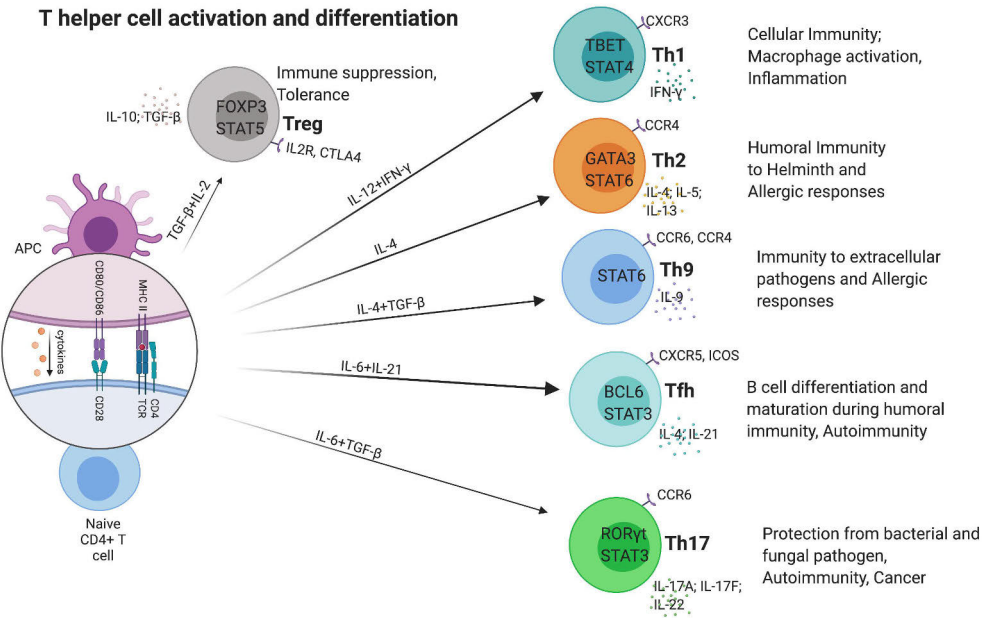 T helper cell activation and differentiation
Immune suppression,
Tolerance
FOXP3
STAT5
Treg
IL-10; TGF-β
IL2R, CTLA4
TGF-β+IL-2
APC
CD80/CD86
MHC II
cytokines
CD28
TCR
CD4
Naive
CD4+ T
cell
IL-12+IFN-γ
IL-4
IL-4+TGF-β
IL-6+IL-21
IL-6+TGF-β
CXCR3
TBET
STAT4
Th1
IFN-γ
Cellular Immunity;
Macrophage activation,
Inflammation
CCR4
GATA3
STAT6
Th2
IL-4; IL-5;
IL-13
Humoral Immunity
to Helminth and
Allergic responses
CCR6, CCR4
STAT6
Th9
IL-9
Immunity to extracellular
pathogens and Allergic
responses
CXCR5, ICOS
BCL6
STAT3
Tfh
IL-4; IL-21
B cell differentiation and
maturation during humoral
immunity, Autoimmunity
CCR6
RORγt
STAT3
Th17
IL-17A; IL-17F;
IL-22
Protection from bacterial and
fungal pathogen,
Autoimmunity, Cancer